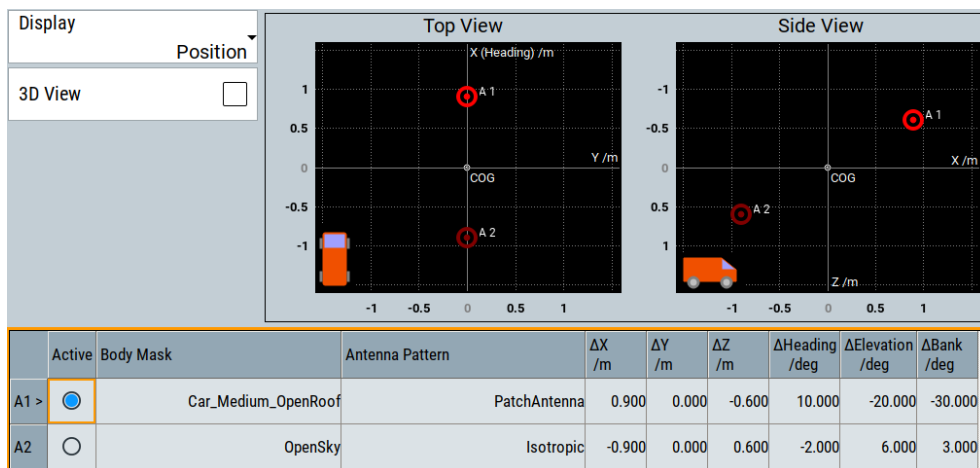 Display
Position
3D View
Top View
X (Heading) /m
A 1
1
0.5
0
-0.5
-1
Y /m
COG
A 2
-1 -0.5 0 0.5 1
Side View
-1
-0.5
0
0.5
1
A 1
X /m
COG
A 2
Z /m
-1 -0.5 0 0.5 1
Active Body Mask Antenna Pattern ΔX /m ΔY /m ΔZ /m ΔHeading /deg ΔElevation /deg ΔBank /deg
A1 > Car_Medium_OpenRoof PatchAntenna 0.900 0.000 -0.600 10.000 -20.000 -30.000
A2 OpenSky Isotropic -0.900 0.000 0.600 -2.000 6.000 3.000